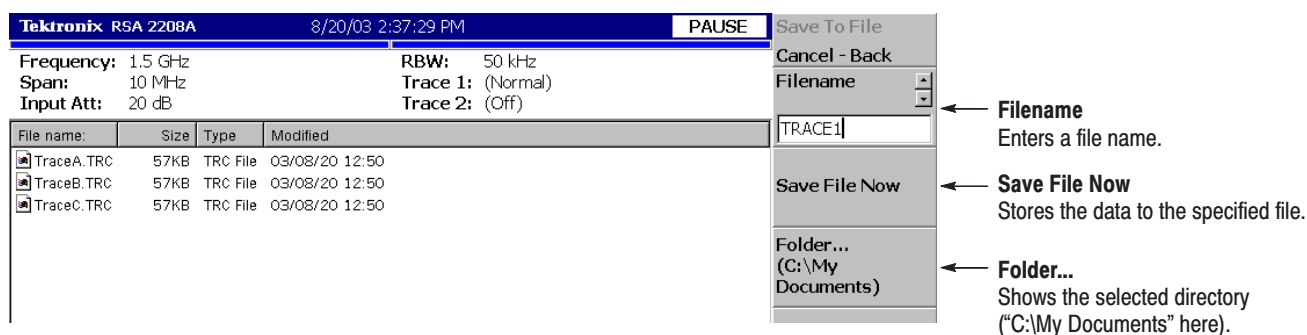 Tektronix RSA 2208A 8/20/03 2:37:29 PM PAUSE
Frequency: 1.5 GHz RBW: 50 kHz
Span: 10 MHz Trace 1: (Normal)
Input Att: 20 dB Trace 2: (Off)
File name: Size Type Modified
TraceA.TRC 57KB TRC File 03/08/20 12:50
TraceB.TRC 57KB TRC File 03/08/20 12:50
TraceC.TRC 57KB TRC File 03/08/20 12:50
Save To File
Cancel - Back
Filename
TRACE1
Save File Now
Folder...
(C:\My
Documents)
Filename
Enters a file name.
Save File Now
Stores the data to the specified file.
Folder...
Shows the selected directory
(“C:\My Documents” here).